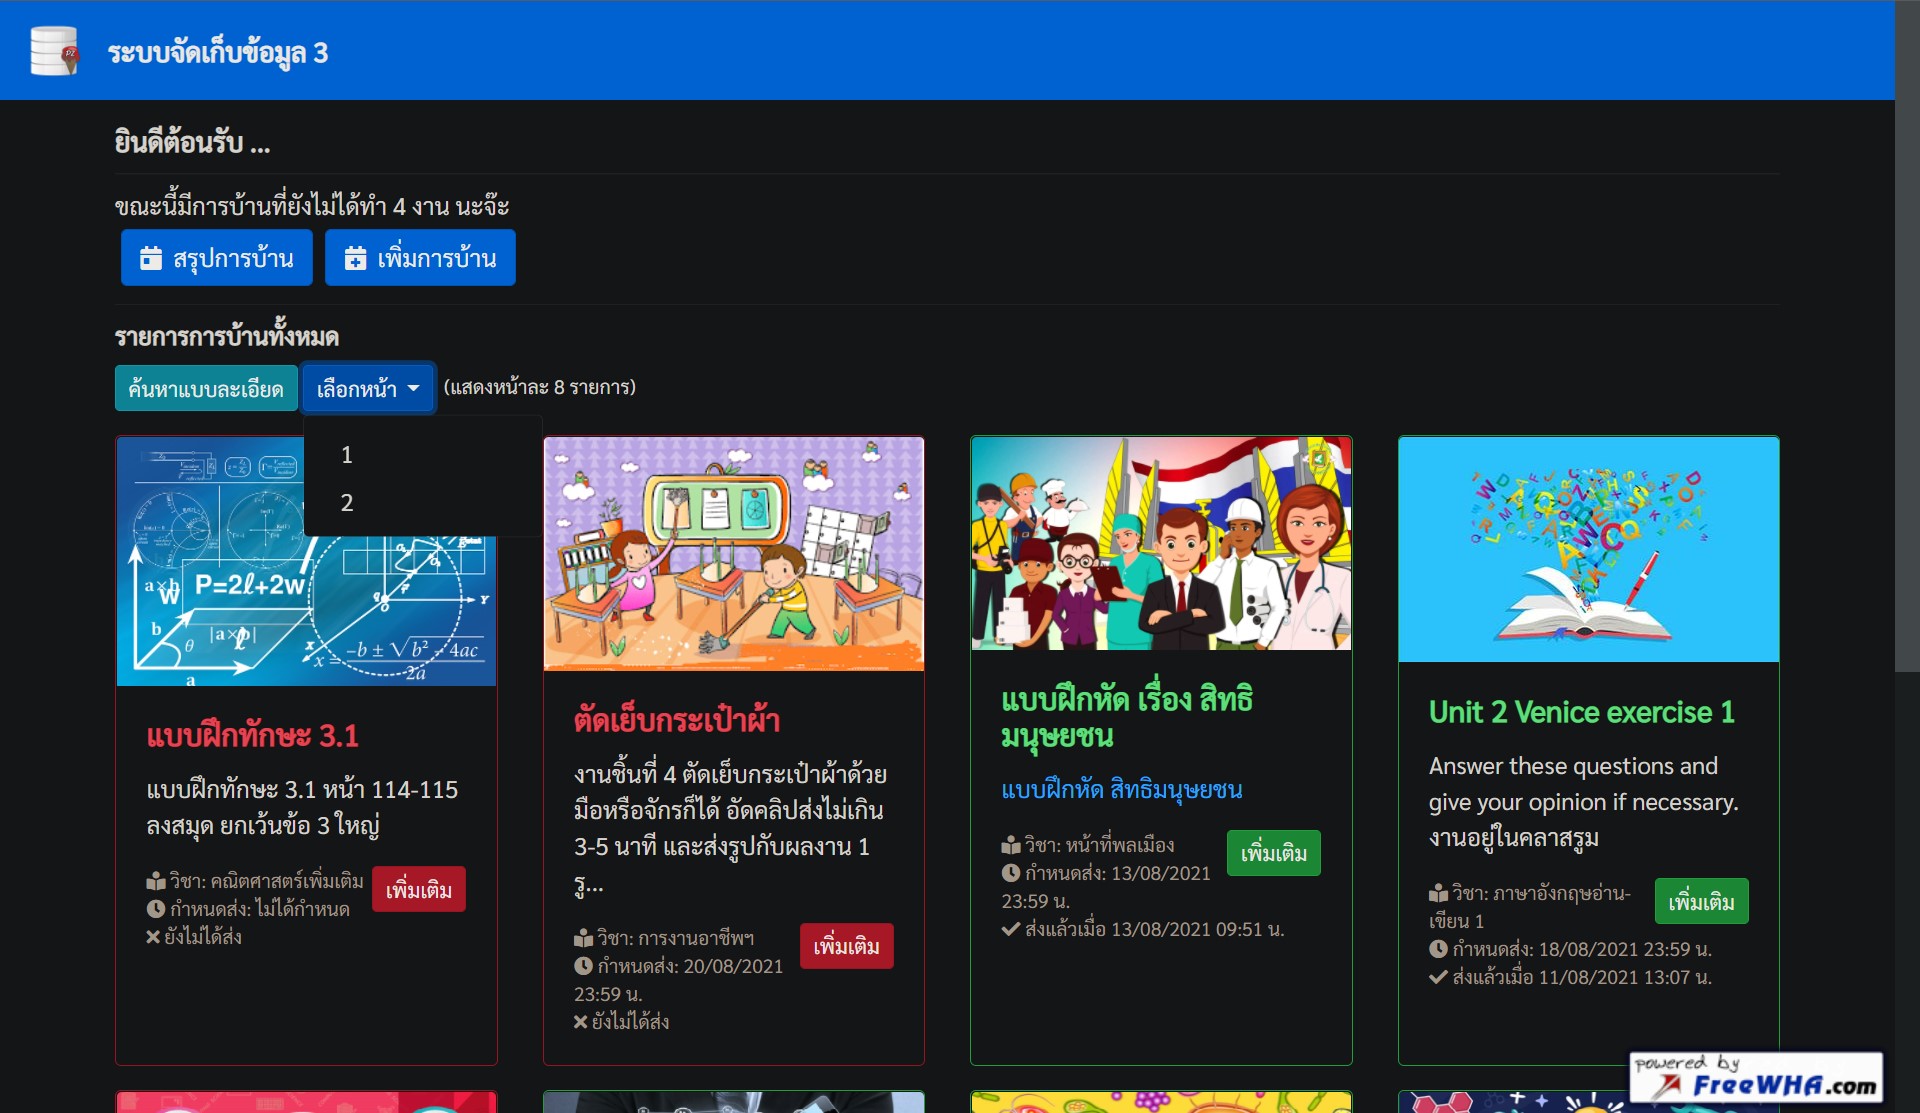 ระบบจัดเก็บข้อมูล 3
ยินดีต้อนรับ ...
ขณะนี้มีการบ้านที่ยังไม่ได้ทำ 4 งาน นะจ๊ะ
สรุปการบ้าน
เพิ่มการบ้าน
รายการการบ้านทั้งหมด
ค้นหาแบบละเอียด
เลือกหน้า
(แสดงหน้าละ 8 รายการ)
1
2
P=2ℓ+2w
แบบฝึกทักษะ 3.1
แบบฝึกทักษะ 3.1 หน้า 114-115
ลงสมุด ยกเว้นข้อ 3 ใหญ่
วิชา: คณิตศาสตร์เพิ่มเติม
กำหนดส่ง: ไม่ได้กำหนด
ยังไม่ได้ส่ง
เพิ่มเติม
ตัดเย็บกระเป๋าผ้า
งานชิ้นที่ 4 ตัดเย็บกระเป๋าผ้าด้วย
มือหรือจักรก็ได้ อัดคลิปส่งไม่เกิน
3-5 นาที และส่งรูปกับผลงาน 1
รู...
วิชา: การงานอาชีพฯ
กำหนดส่ง: 20/08/2021
23:59 น.
ยังไม่ได้ส่ง
เพิ่มเติม
แบบฝึกหัด เรื่อง สิทธิ
มนุษยชน
แบบฝึกหัด สิทธิมนุษยชน
วิชา: หน้าที่พลเมือง
กำหนดส่ง: 13/08/2021
23:59 น.
ส่งแล้วเมื่อ 13/08/2021 09:51 น.
เพิ่มเติม
Unit 2 Venice exercise 1
Answer these questions and
give your opinion if necessary.
งานอยู่ในคลาสรูม
วิชา: ภาษาอังกฤษอ่าน-
เขียน 1
กำหนดส่ง: 18/08/2021 23:59 น.
ส่งแล้วเมื่อ 11/08/2021 13:07 น.
เพิ่มเติม
powered by
FreeWHA.com